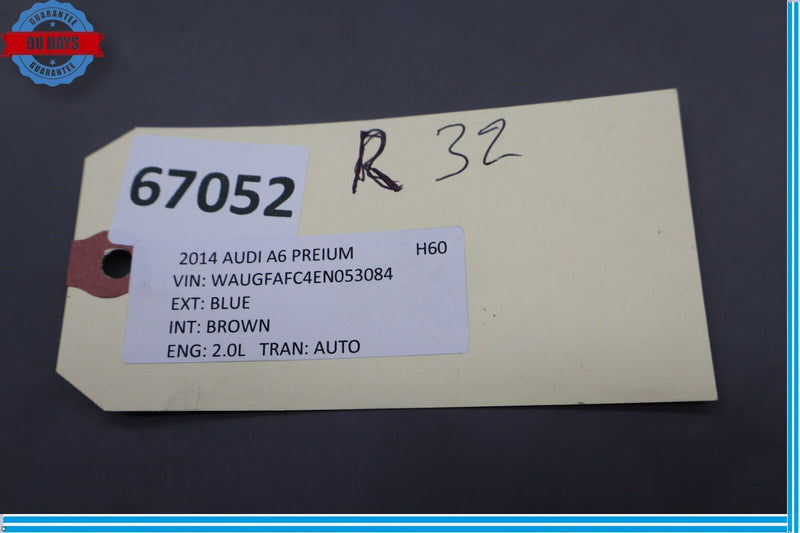 GUARANTEE
90 DAYS
GUARANTEE
R 32
67052
2014 AUDI A6 PREIUM H60
VIN: WAUGFAFC4EN053084
EXT: BLUE
INT: BROWN
ENG: 2.0L TRAN: AUTO